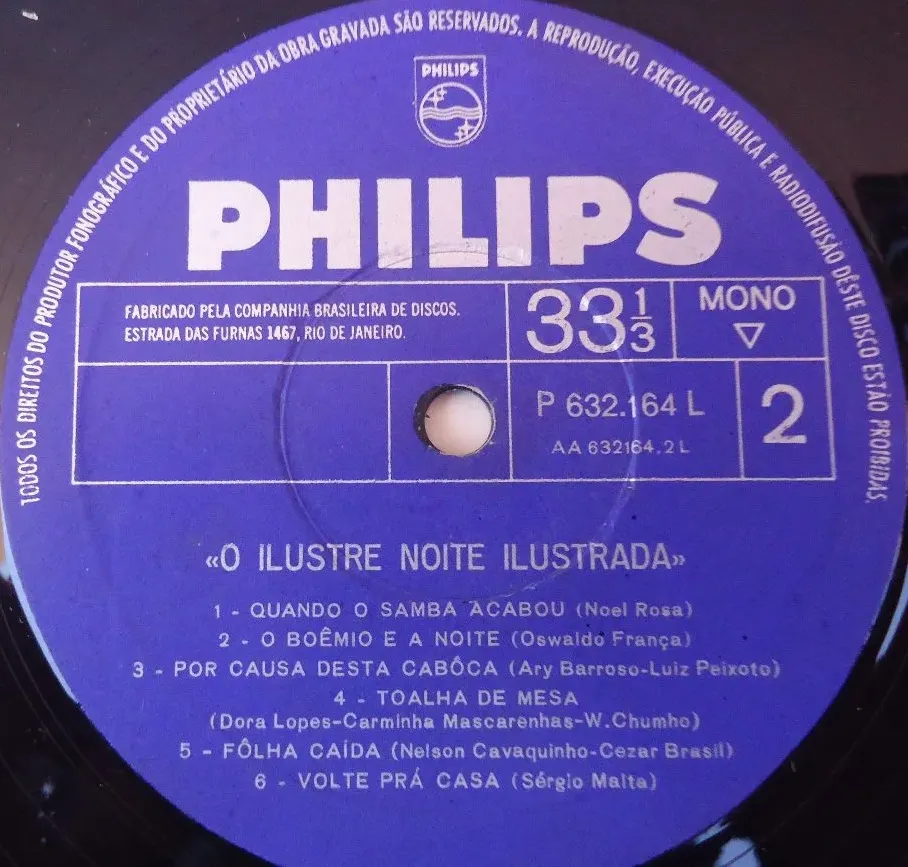 TODOS OS DIREITOS DO PRODUTOR FONOGRÁFICO E DO PROPRIETÁRIO DA OBRA GRAVADA SÃO RESERVADOS. A REPRODUÇÃO, EXECUÇÃO PÚBLICA E RADIODIFUSÃO DÊSTE DISCO ESTÃO PROIBIDAS.
PHILIPS
PHILIPS
FABRICADO PELA COMPANHIA BRASILEIRA DE DISCOS.
ESTRADA DAS FURNAS 1467, RIO DE JANEIRO.
33 1/3
MONO
P 632.164 L
AA 632164.2 L
2
«O ILUSTRE NOITE ILUSTRADA»
1 - QUANDO O SAMBA ACABOU (Noel Rosa)
2 - O BOÊMIO E A NOITE (Oswaldo França)
3 - POR CAUSA DESTA CABÔCA (Ary Barroso-Luiz Peixoto)
4 - TOALHA DE MESA
(Dora Lopes-Carminha Mascarenhas-W.Chumho)
5 - FÔLHA CAÍDA (Nelson Cavaquinho-Cezar Brasil)
6 - VOLTE PRÁ CASA (Sérgio Malta)